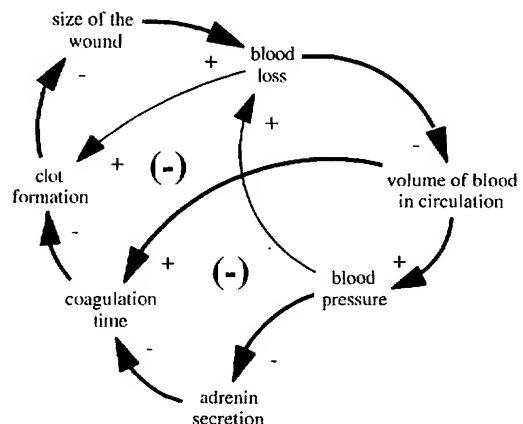 size of the
wound
+
blood
loss
-
+
+
(-)
-
clot
formation
volume of blood
in circulation
-
+
(-)
+
coagulation
time
blood
pressure
-
-
adrenin
secretion